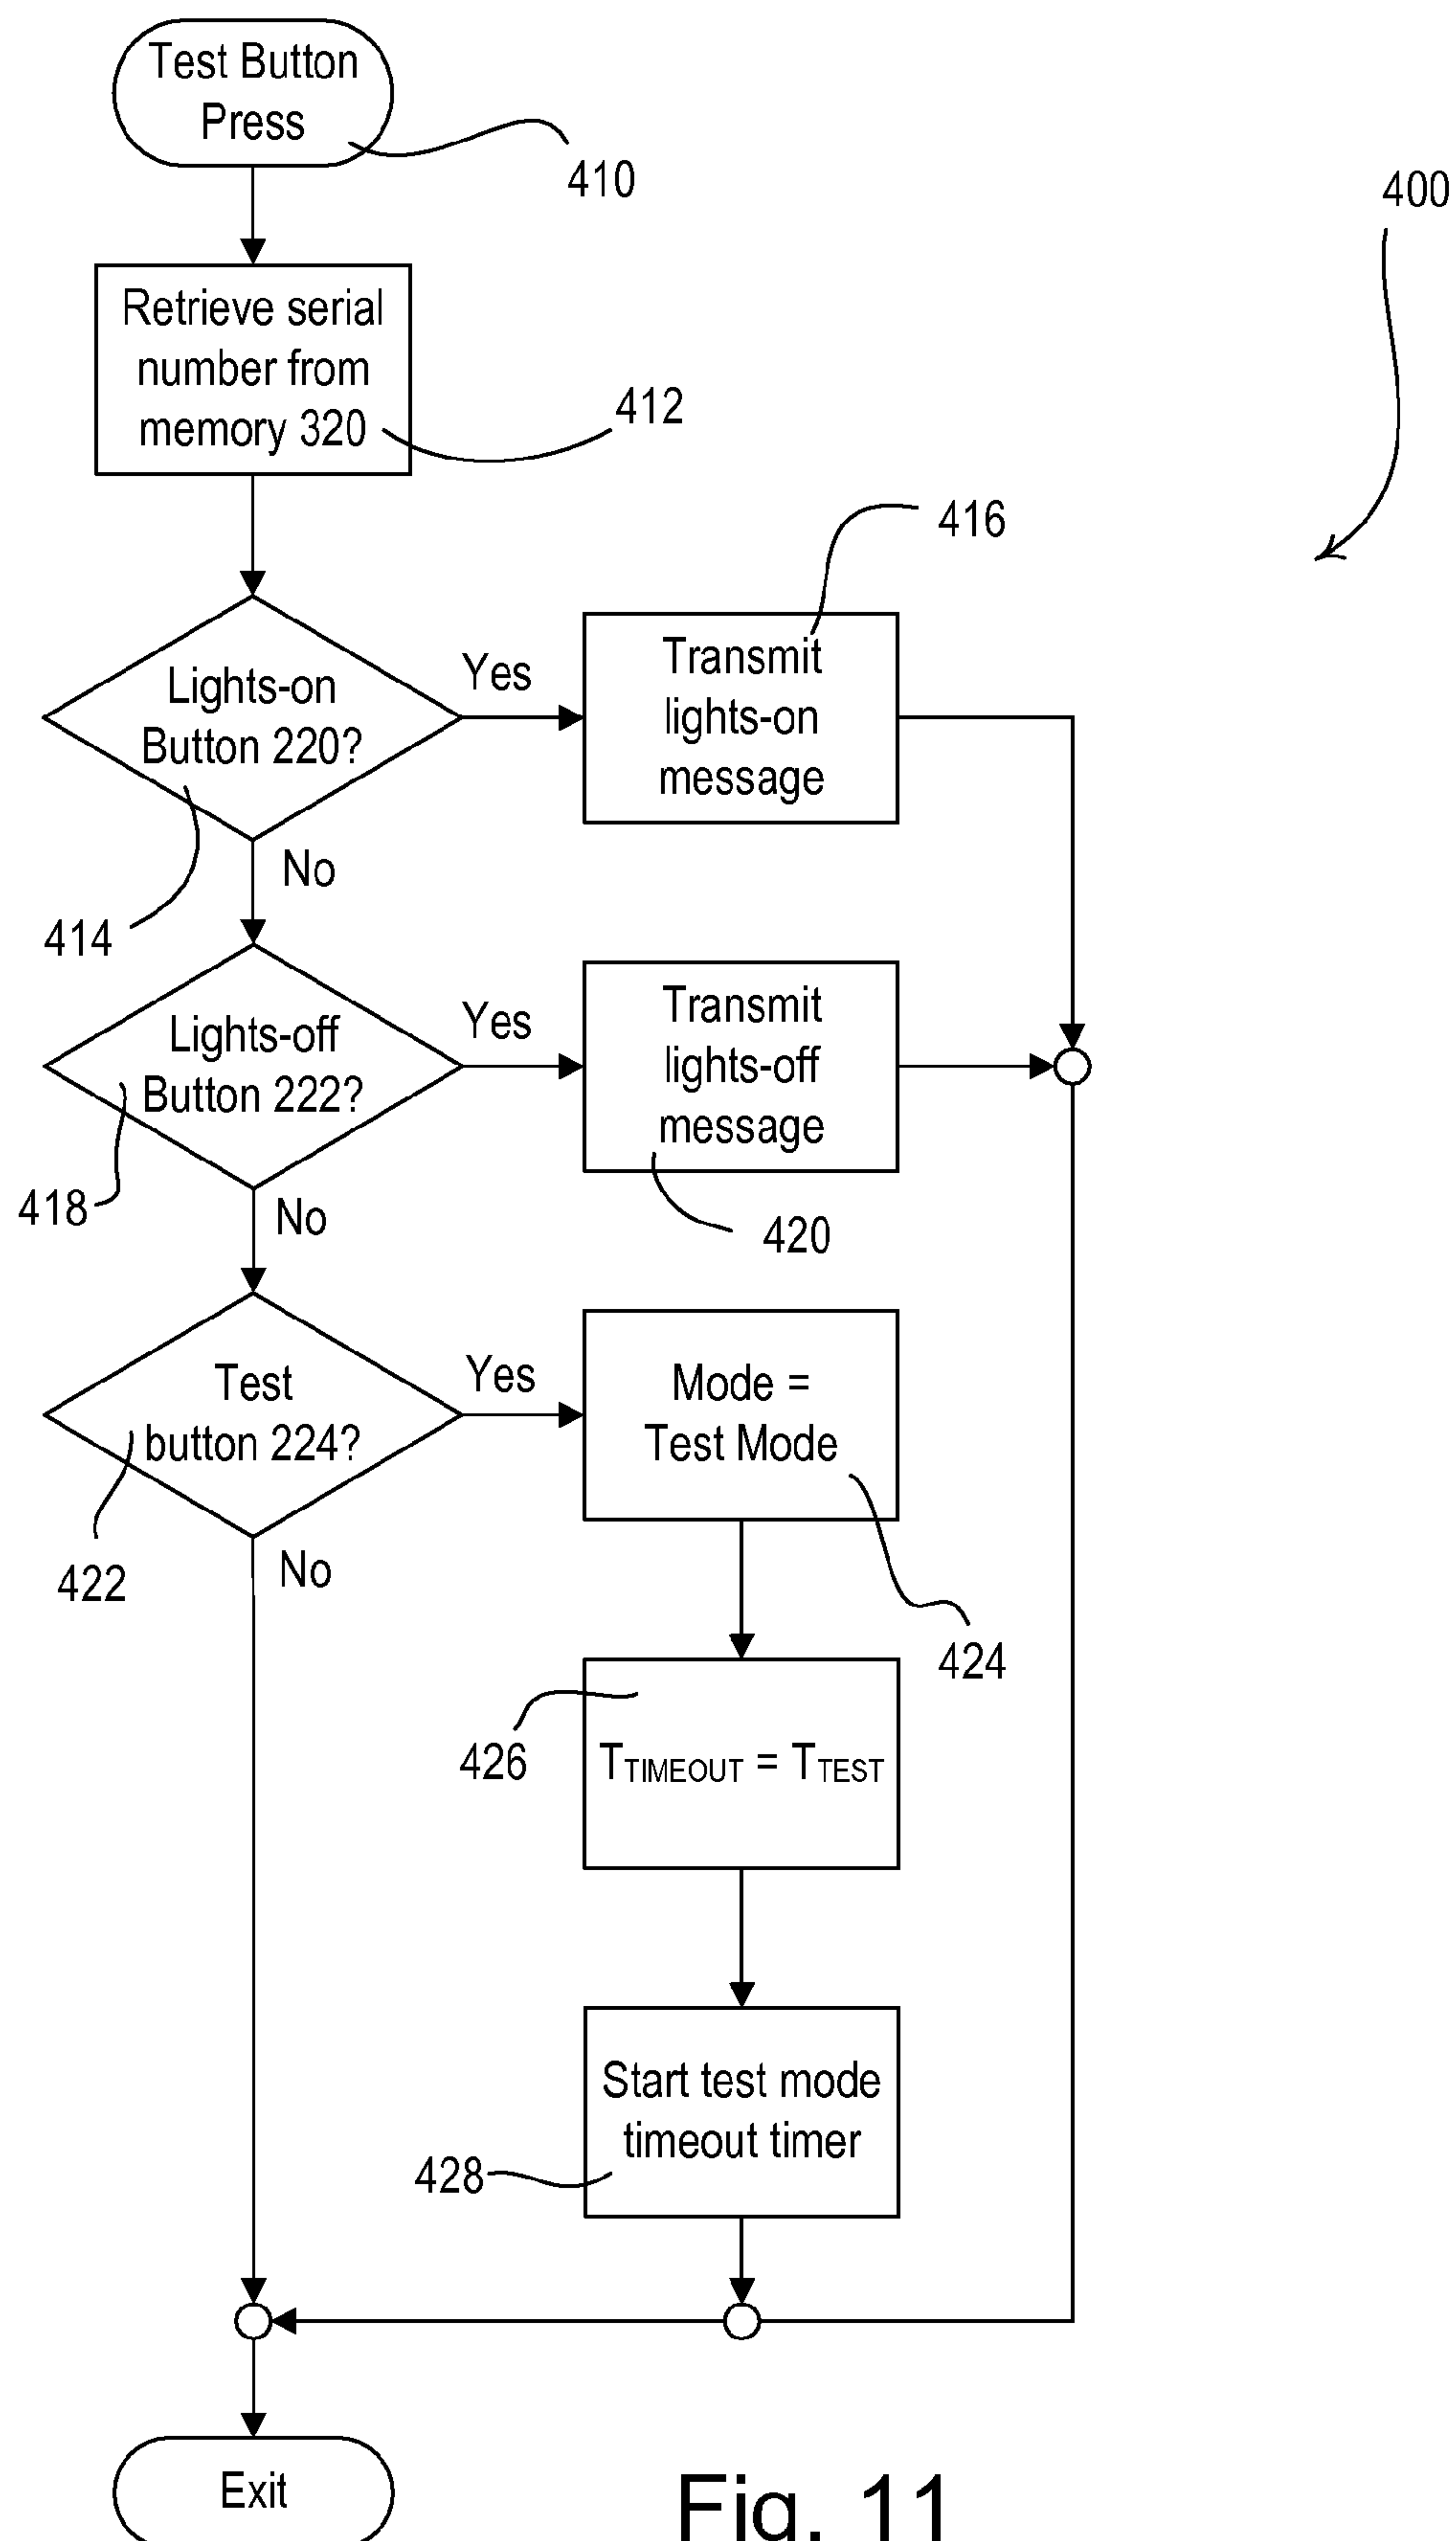 Test Button
Press
410
400
Retrieve serial
number from
memory 320
412
416
Lights-on
Button 220?
Yes
Transmit
lights-on
message
No
414
Lights-off
Button 222?
Yes
Transmit
lights-off
message
418
No
420
Test
button 224?
Yes
Mode =
Test Mode
422
No
424
426
TTIMEOUT = TTEST
Start test mode
timeout timer
428
Exit
Fig. 11